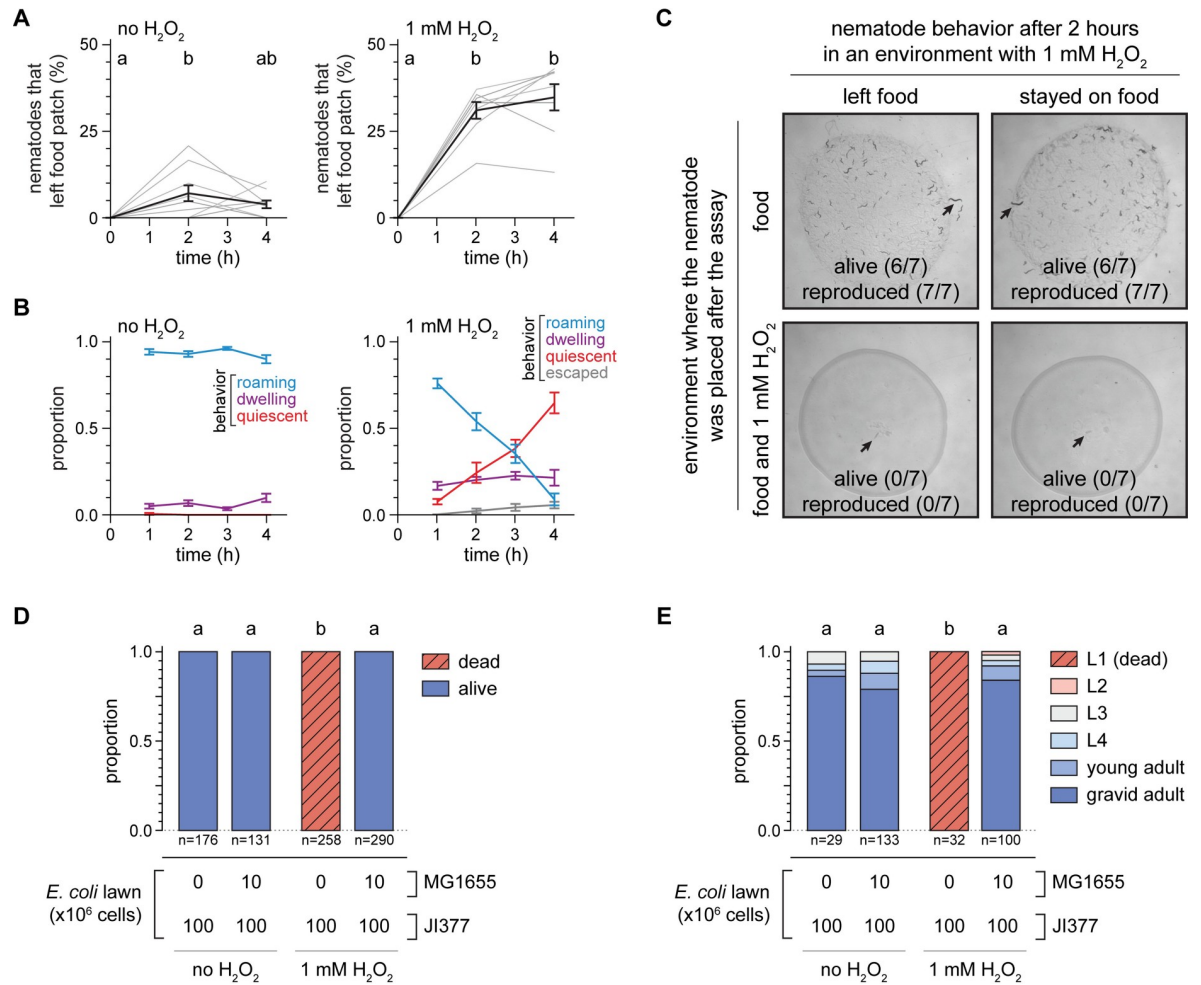 A
no H₂O₂
50
25
0
a
b
ab
nematodes that
left food patch (%)
0
1
2
3
4
time (h)
1 mM H₂O₂
50
25
0
a
b
b
nematodes that
left food patch (%)
0
1
2
3
4
time (h)
B
no H₂O₂
1.0
0.5
0.0
proportion
behavior
roaming
dwelling
quiescent
0
1
2
3
4
time (h)
1 mM H₂O₂
1.0
0.5
0.0
proportion
behavior
roaming
dwelling
quiescent
escaped
0
1
2
3
4
time (h)
C
nematode behavior after 2 hours
in an environment with 1 mM H₂O₂
left food
stayed on food
environment where the nematode
was placed after the assay
food
alive (6/7)
reproduced (7/7)
alive (6/7)
reproduced (7/7)
food and 1 mM H₂O₂
alive (0/7)
reproduced (0/7)
alive (0/7)
reproduced (0/7)
D
a
a
b
a
1.0
0.5
0.0
proportion
dead
alive
n=176
n=131
n=258
n=290
E. coli lawn
(x10⁶ cells)
0
10
0
10
MG1655
100
100
100
100
JI377
no H₂O₂
1 mM H₂O₂
E
a
a
b
a
1.0
0.5
0.0
proportion
L1 (dead)
L2
L3
L4
young adult
gravid adult
n=29
n=133
n=32
n=100
E. coli lawn
(x10⁶ cells)
0
10
0
10
MG1655
100
100
100
100
JI377
no H₂O₂
1 mM H₂O₂